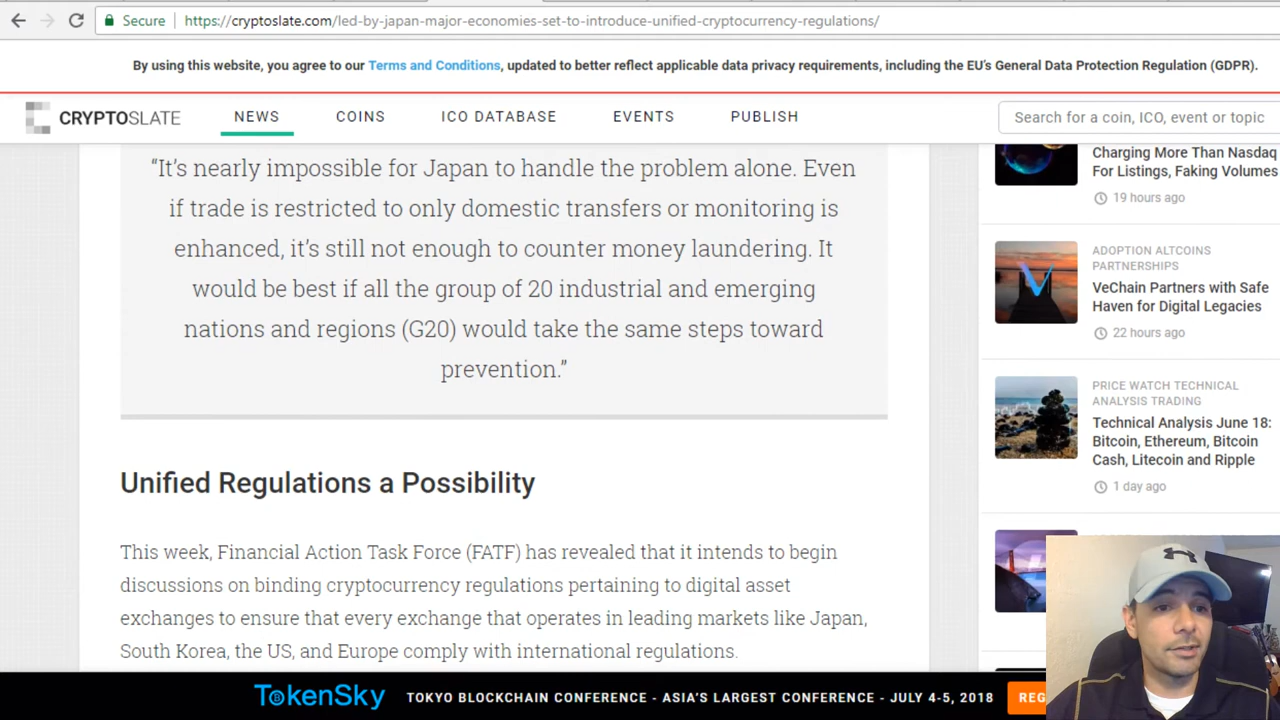 Secure https://cryptoslate.com/led-by-japan-major-economies-set-to-introduce-unified-cryptocurrency-regulations/
By using this website, you agree to our Terms and Conditions, updated to better reflect applicable data privacy requirements, including the EU's General Data Protection Regulation (GDPR).
CRYPTOSLATE NEWS COINS ICO DATABASE EVENTS PUBLISH Search for a coin, ICO, event or topic
“It’s nearly impossible for Japan to handle the problem alone. Even
if trade is restricted to only domestic transfers or monitoring is
enhanced, it’s still not enough to counter money laundering. It
would be best if all the group of 20 industrial and emerging
nations and regions (G20) would take the same steps toward
prevention.”
Unified Regulations a Possibility
This week, Financial Action Task Force (FATF) has revealed that it intends to begin
discussions on binding cryptocurrency regulations pertaining to digital asset
exchanges to ensure that every exchange that operates in leading markets like Japan,
South Korea, the US, and Europe comply with international regulations.
Charging More Than Nasdaq
For Listings, Faking Volumes
19 hours ago
ADOPTION ALTCOINS
PARTNERSHIPS
VeChain Partners with Safe
Haven for Digital Legacies
22 hours ago
PRICE WATCH TECHNICAL
ANALYSIS TRADING
Technical Analysis June 18:
Bitcoin, Ethereum, Bitcoin
Cash, Litecoin and Ripple
1 day ago
TOKENSKY TOKYO BLOCKCHAIN CONFERENCE - ASIA'S LARGEST CONFERENCE - JULY 4-5, 2018